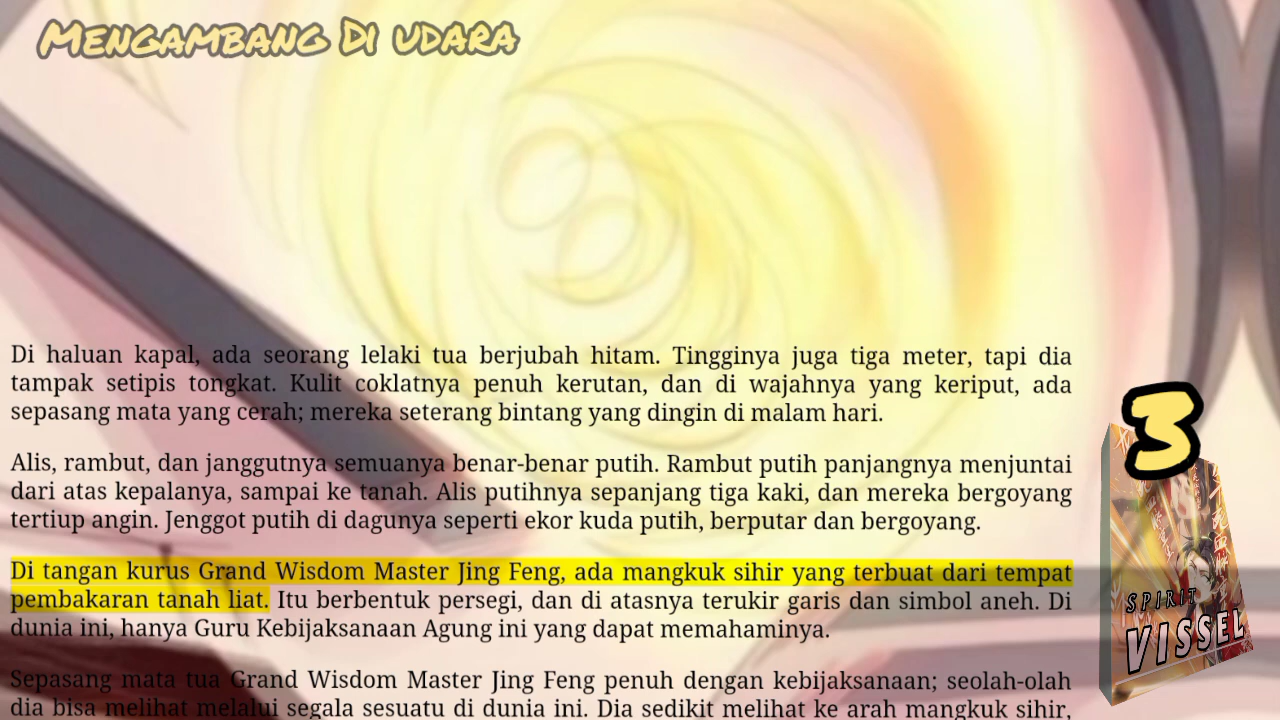 Mengambang Di udara
Di haluan kapal, ada seorang lelaki tua berjubah hitam. Tingginya juga tiga meter, tapi dia
tampak setipis tongkat. Kulit coklatnya penuh kerutan, dan di wajahnya yang keriput, ada
sepasang mata yang cerah; mereka seterang bintang yang dingin di malam hari.
Alis, rambut, dan janggutnya semuanya benar-benar putih. Rambut putih panjangnya menjuntai
dari atas kepalanya, sampai ke tanah. Alis putihnya sepanjang tiga kaki, dan mereka bergoyang
tertiup angin. Jenggot putih di dagunya seperti ekor kuda putih, berputar dan bergoyang.
Di tangan kurus Grand Wisdom Master Jing Feng, ada mangkuk sihir yang terbuat dari tempat
pembakaran tanah liat. Itu berbentuk persegi, dan di atasnya terukir garis dan simbol aneh. Di
dunia ini, hanya Guru Kebijaksanaan Agung ini yang dapat memahaminya.
Sepasang mata tua Grand Wisdom Master Jing Feng penuh dengan kebijaksanaan; seolah-olah
dia bisa melihat melalui segala sesuatu di dunia ini. Dia sedikit melihat ke arah mangkuk sihir,
3
SPIRIT
VISSEL